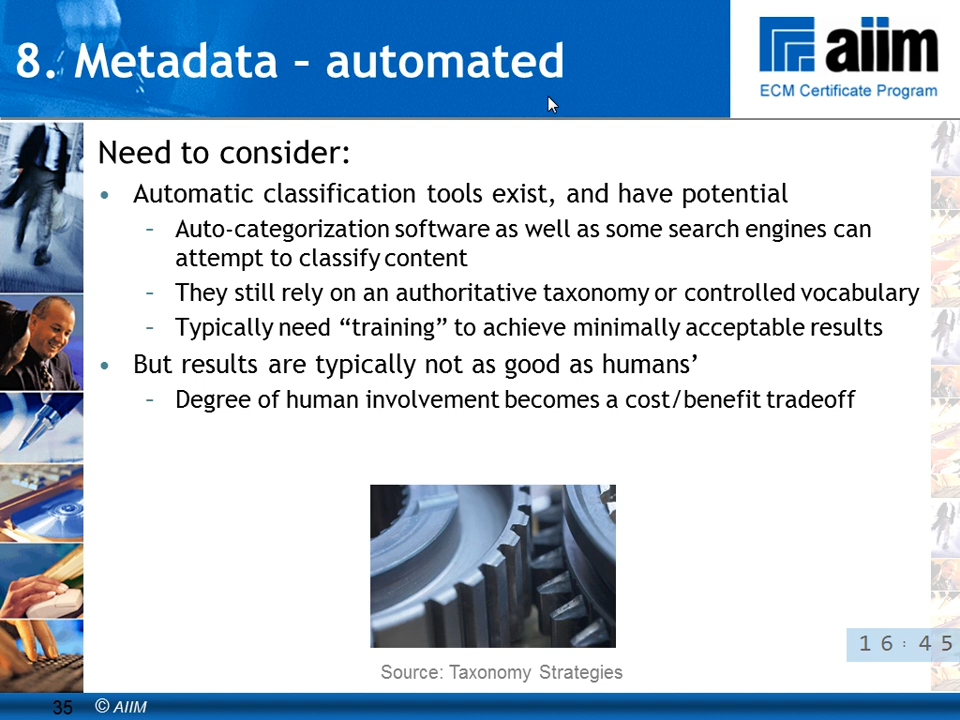 8. Metadata – automated
aiim
ECM Certificate Program
Need to consider:
• Automatic classification tools exist, and have potential
– Auto-categorization software as well as some search engines can
attempt to classify content
– They still rely on an authoritative taxonomy or controlled vocabulary
– Typically need “training” to achieve minimally acceptable results
• But results are typically not as good as humans’
– Degree of human involvement becomes a cost/benefit tradeoff
16:45
Source: Taxonomy Strategies
35 © AIIM